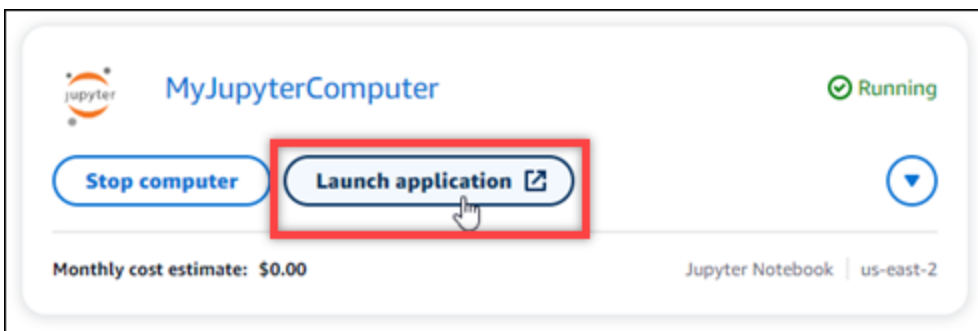 jupyter
MyJupyterComputer
Running
Stop computer
Launch application
Monthly cost estimate: $0.00
Jupyter Notebook
us-east-2